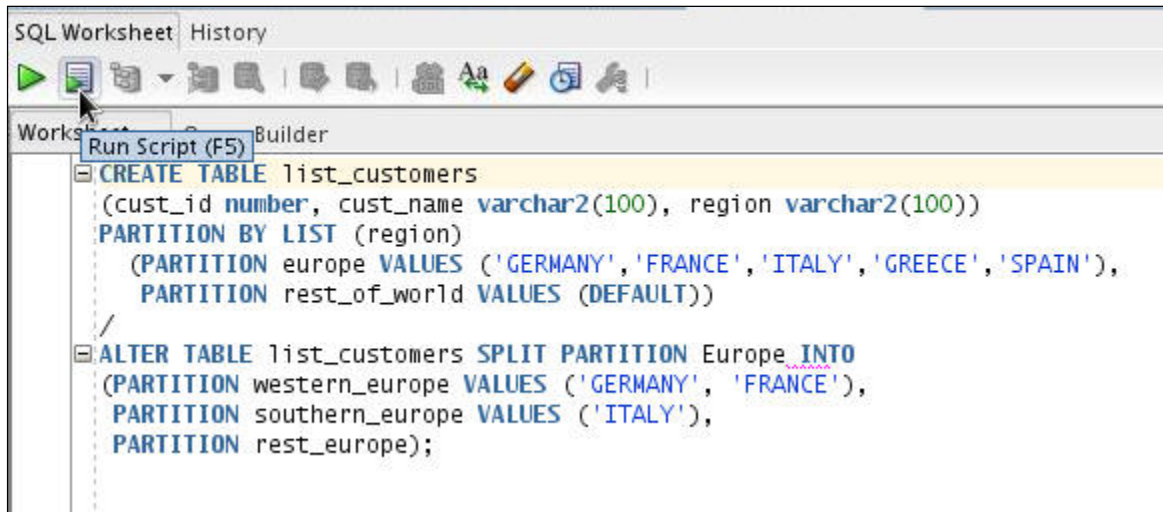 SQL Worksheet History
Aa
Worksheet Builder
Run Script (F5)
CREATE TABLE list_customers
(cust_id number, cust_name varchar2(100), region varchar2(100))
PARTITION BY LIST (region)
(PARTITION europe VALUES ('GERMANY','FRANCE','ITALY','GREECE','SPAIN'),
PARTITION rest_of_world VALUES (DEFAULT))
/
ALTER TABLE list_customers SPLIT PARTITION Europe INTO
(PARTITION western_europe VALUES ('GERMANY', 'FRANCE'),
PARTITION southern_europe VALUES ('ITALY'),
PARTITION rest_europe);